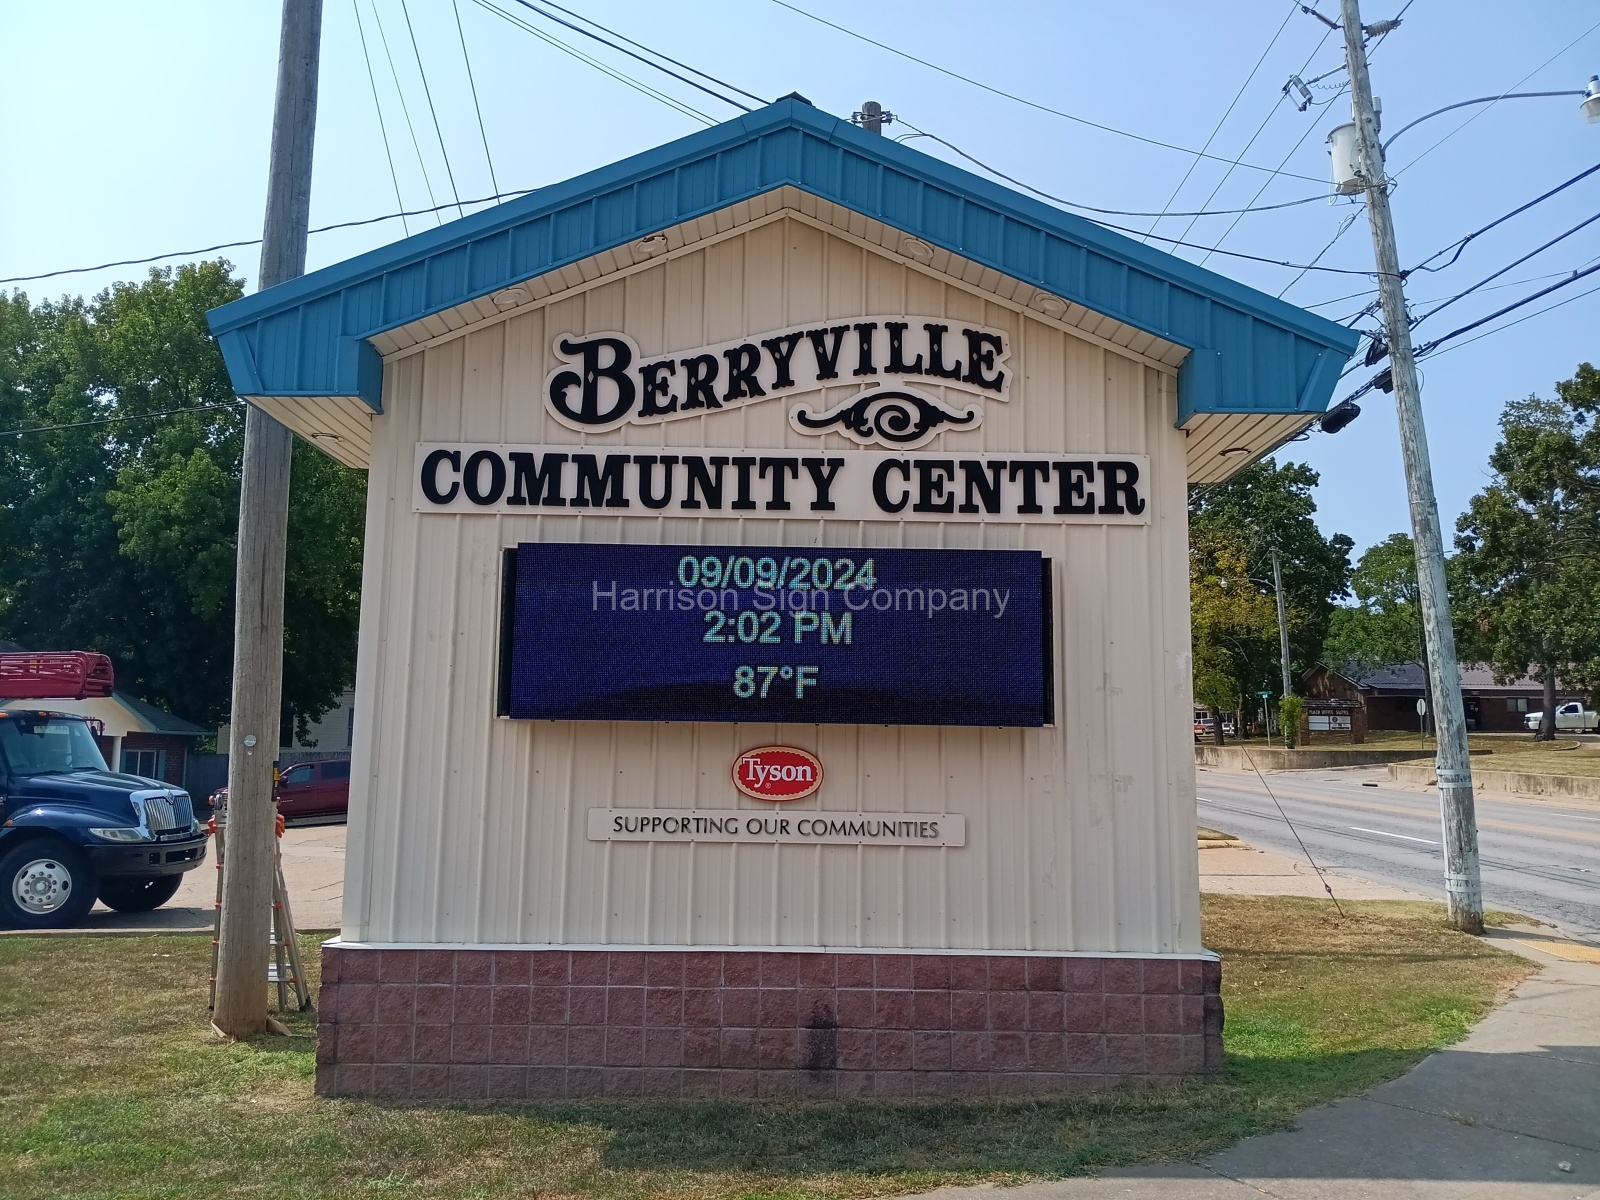 BERRYVILLE
COMMUNITY CENTER
09/09/2024
Harrison Sign Company
2:02 PM
87°F
Tyson
®
SUPPORTING OUR COMMUNITIES